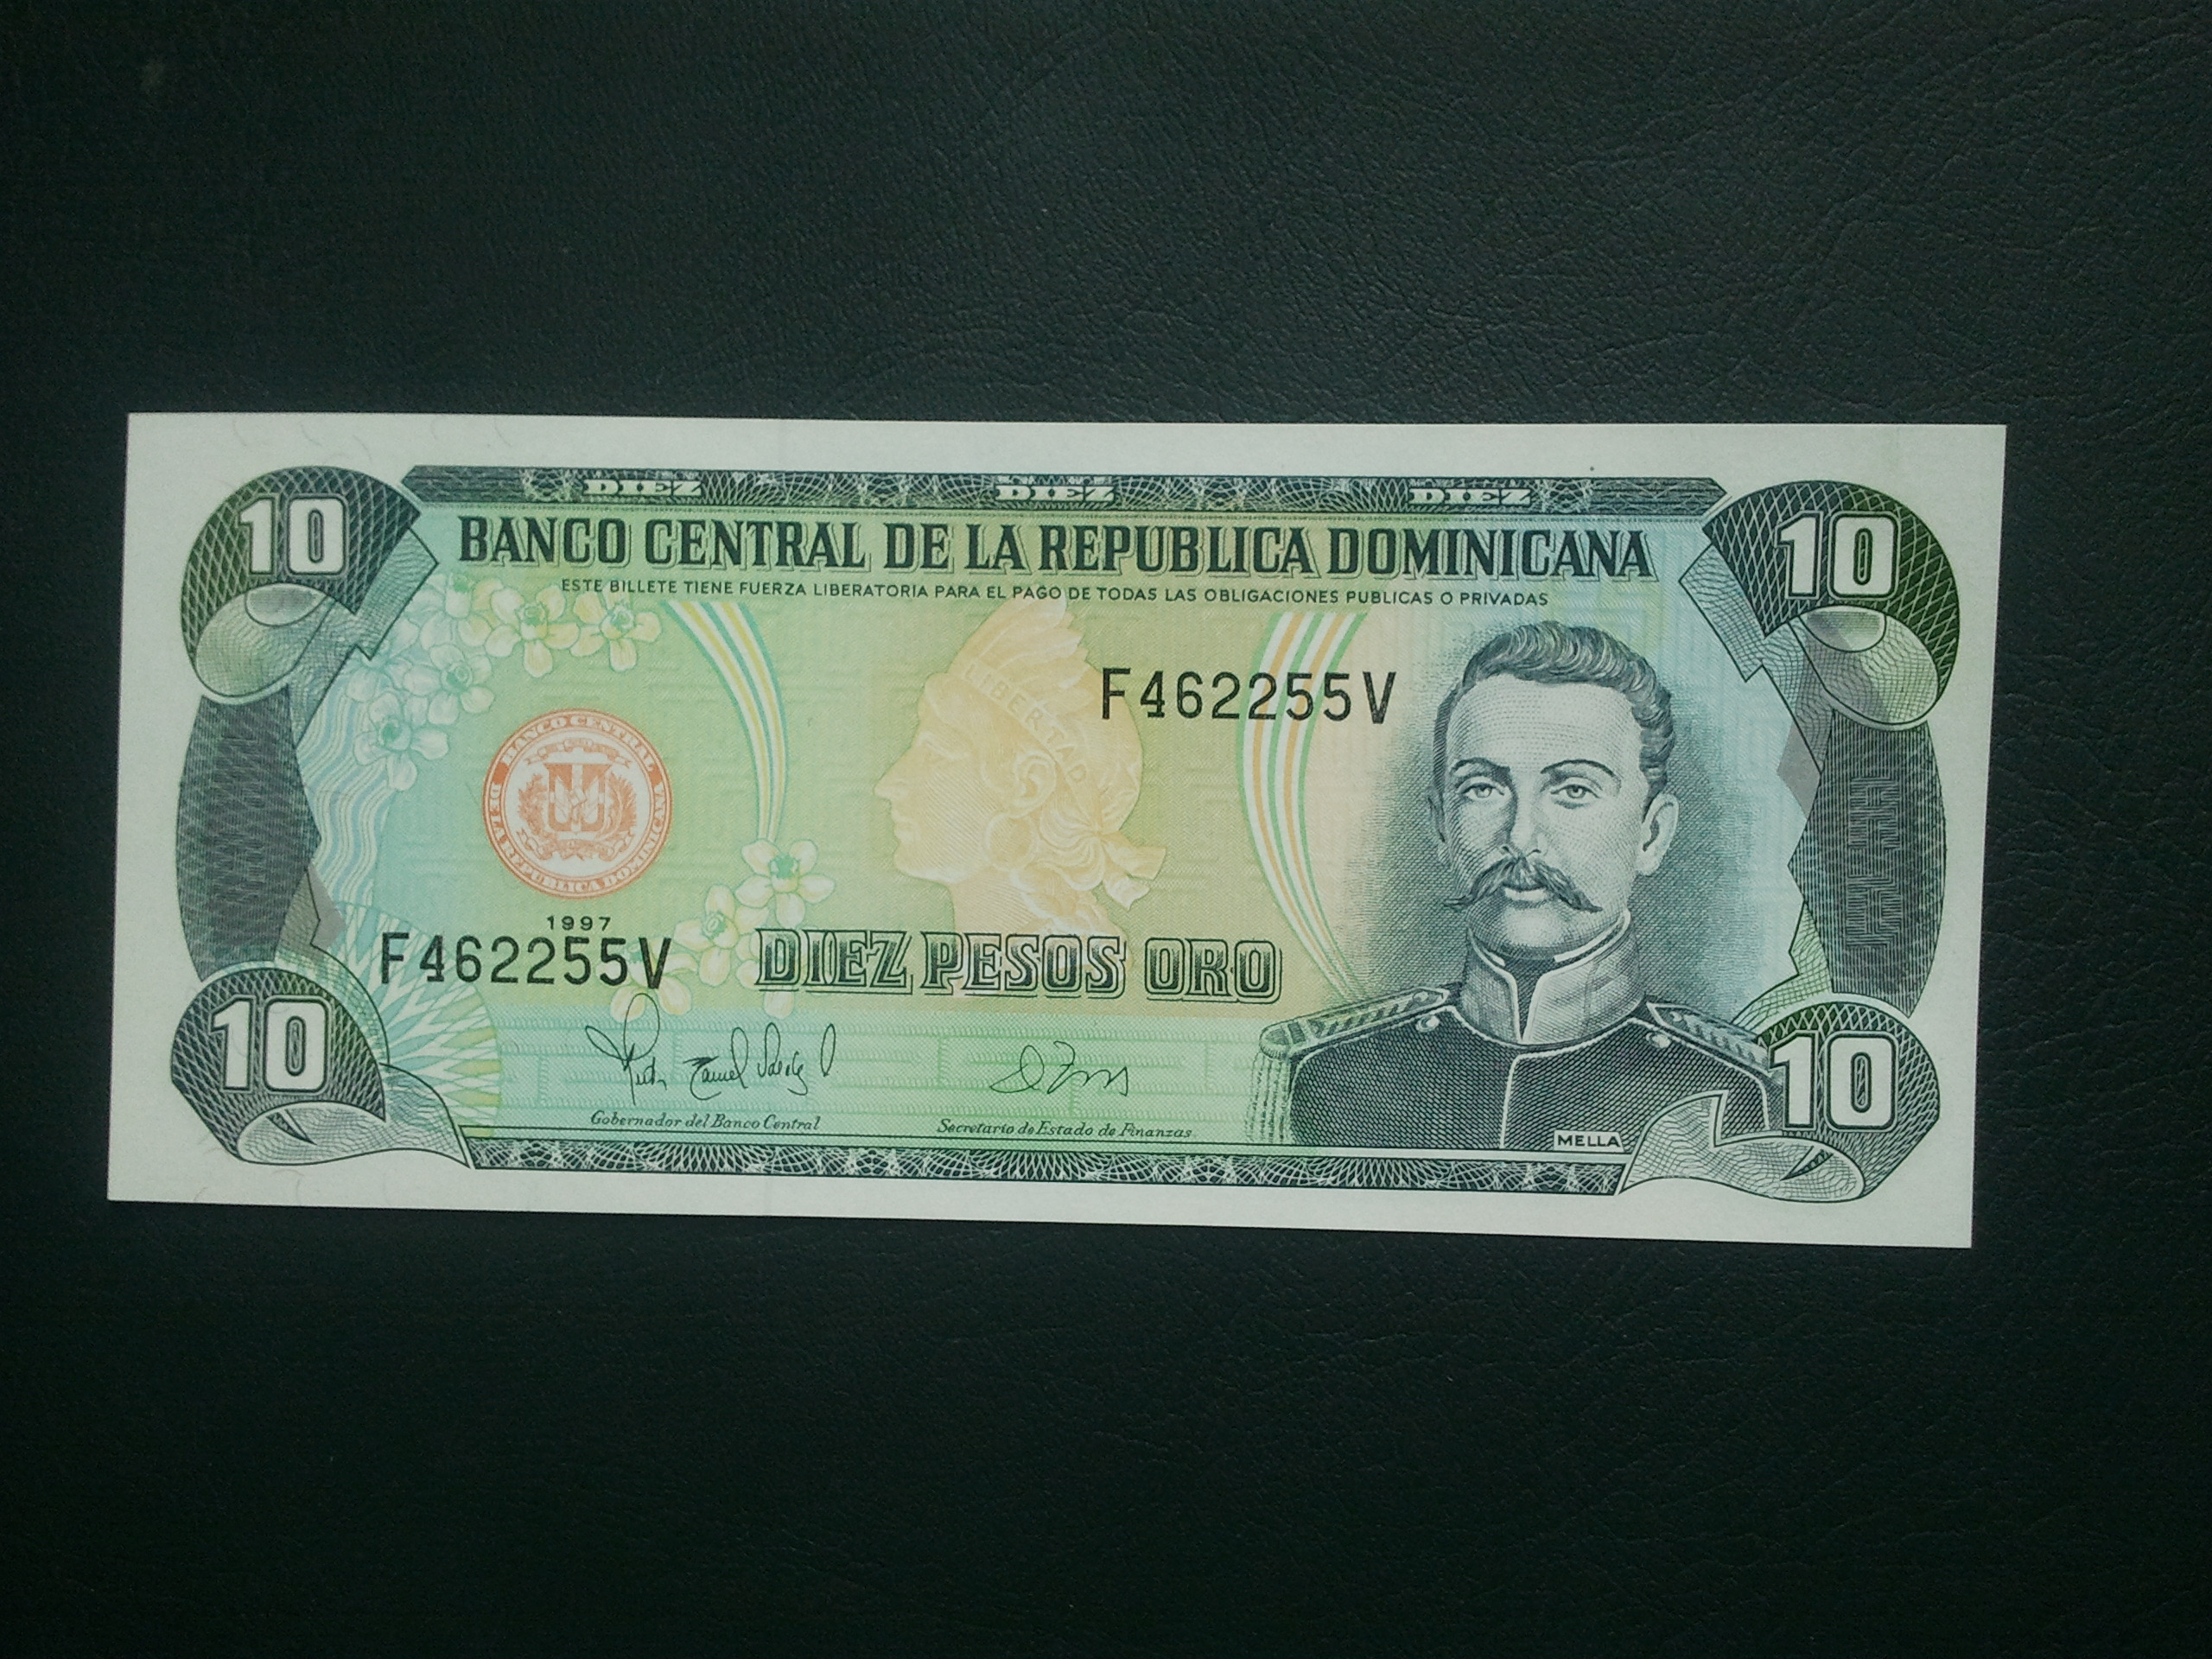 DIEZ DIEZ DIEZ
10 10
BANCO CENTRAL DE LA REPUBLICA DOMINICANA
ESTE BILLETE TIENE FUERZA LIBERATORIA PARA EL PAGO DE TODAS LAS OBLIGACIONES PUBLICAS O PRIVADAS
LIBERTAD
F462255V
BANCO CENTRAL
DE LA REPUBLICA DOMINICANA
1997
F462255V
DIEZ PESOS ORO
10 10
Gobernador del Banco Central
Secretario de Estado de Finanzas
MELLA